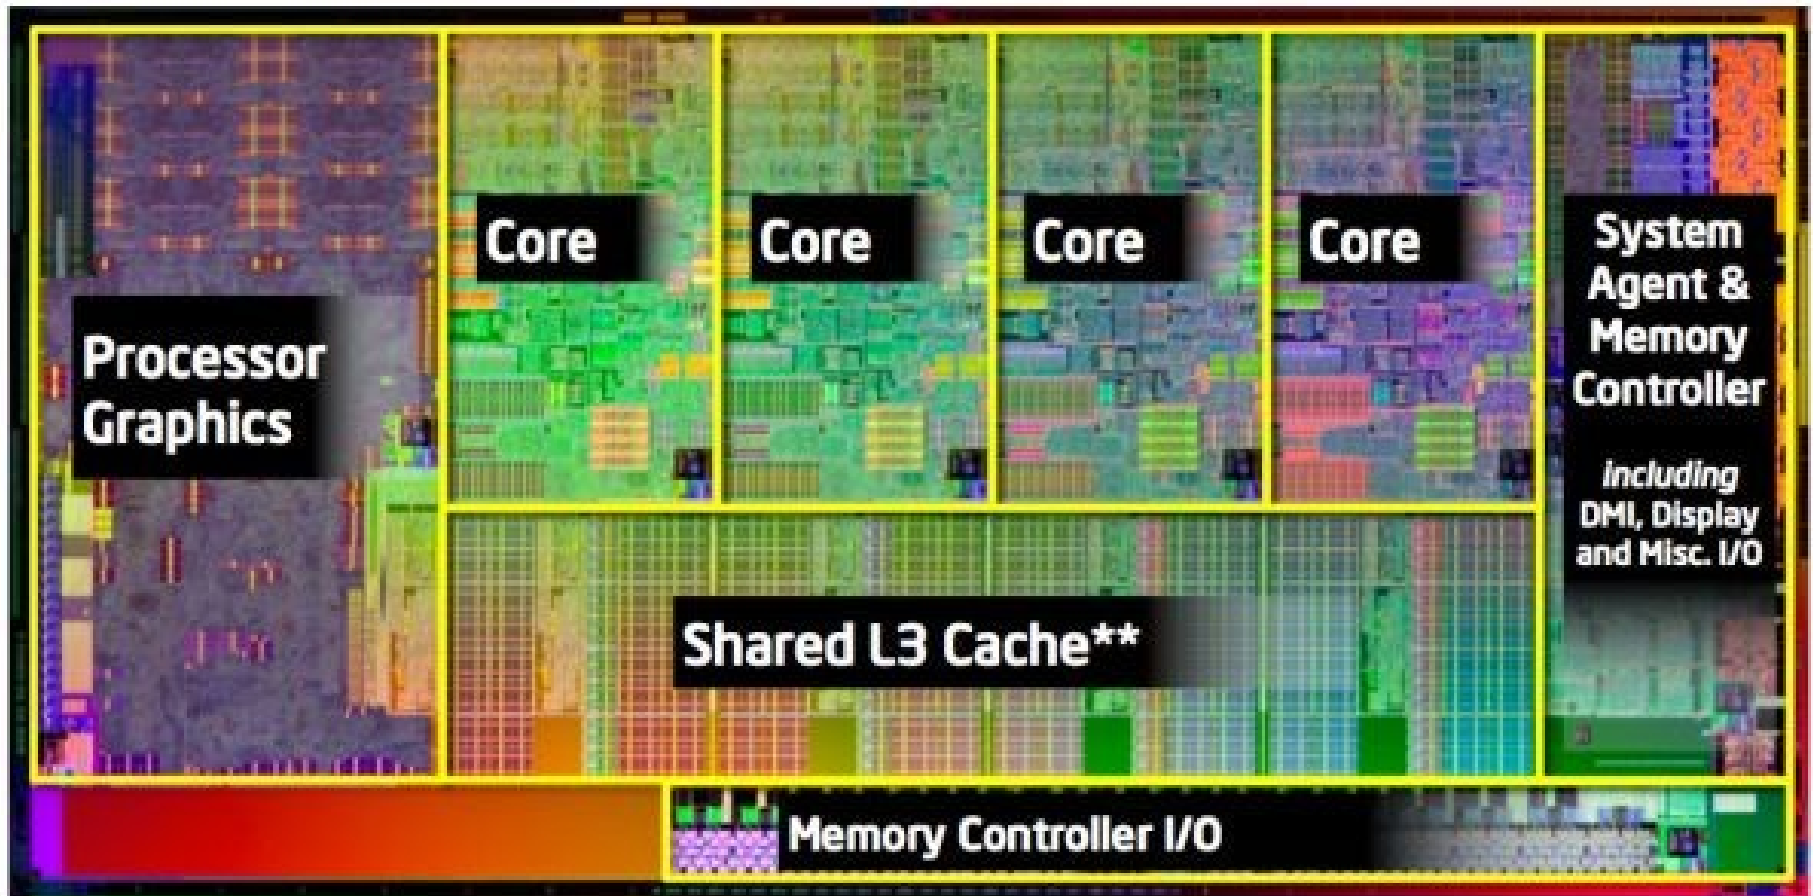 Processor
Graphics
Core
Core
Core
Core
System
Agent &
Memory
Controller
including
DMI, Display
and Misc. I/O
Shared L3 Cache**
Memory Controller I/O